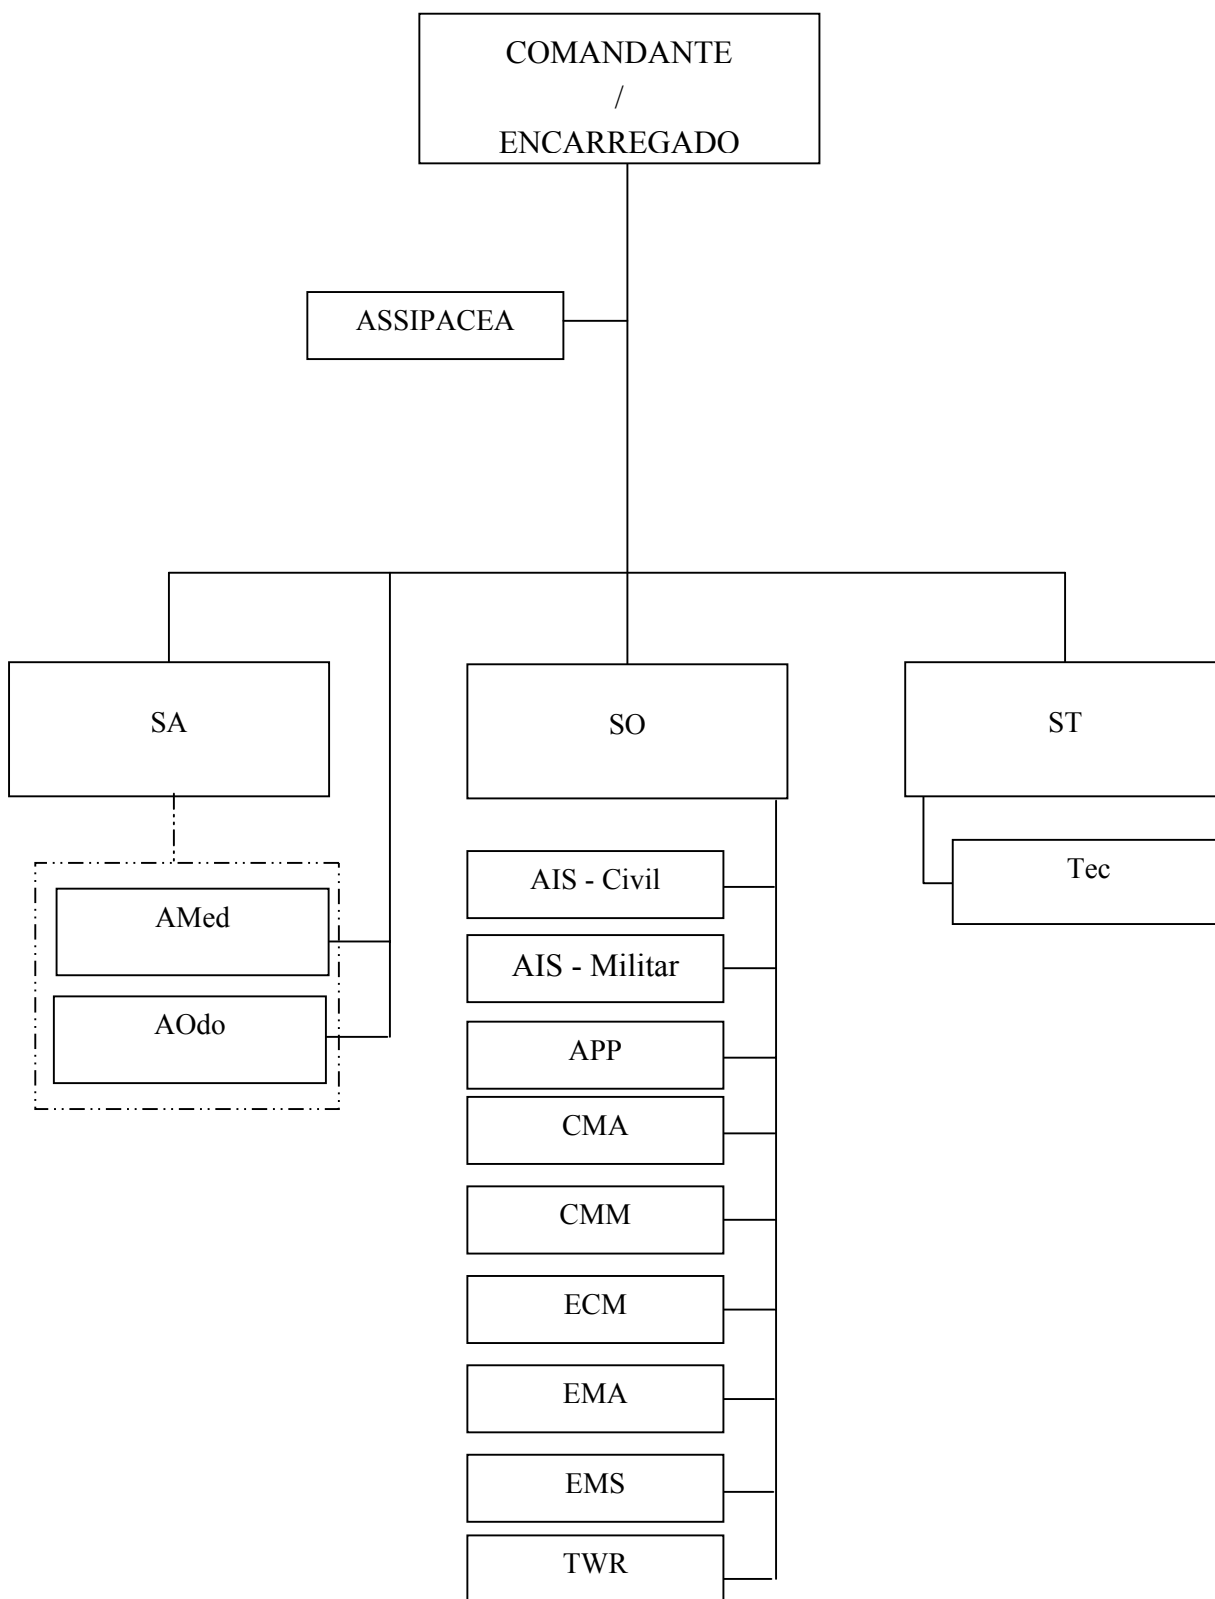 COMANDANTE
/
ENCARREGADO
ASSIPACEA
SA
SO
ST
AMed
AOdo
AIS - Civil
AIS - Militar
APP
CMA
CMM
ECM
EMA
EMS
TWR
Tec